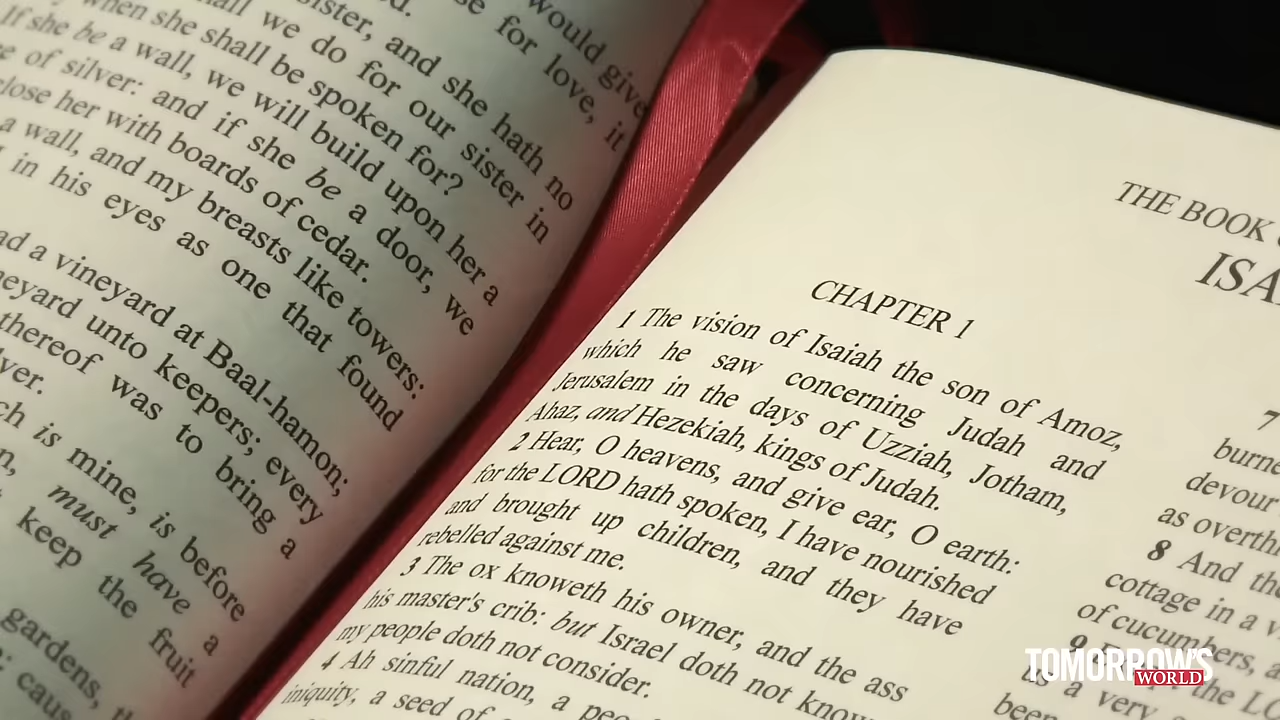 would give
se for love, it
sister, and she hath no
shall we do for our sister in
when she shall be spoken for?
If she be a wall, we will build upon her a
of silver: and if she be a door, we
close her with boards of cedar.
a wall, and my breasts like towers:
in his eyes as one that found
ad a vineyard at Baal-hamon;
neyard unto keepers; every
thereof was to bring a
lver.
ch is mine, is before
must have a
keep the fruit
gardens,
caus
THE BOOK
ISA
CHAPTER 1
1 The vision of Isaiah the son of Amoz,
which he saw concerning Judah and
Jerusalem in the days of Uzziah, Jotham,
Ahaz, and Hezekiah, kings of Judah.
2 Hear, O heavens, and give ear, O earth:
for the LORD hath spoken, I have nourished
and brought up children, and they have
rebelled against me.
3 The ox knoweth his owner, and the ass
his master's crib: but Israel doth not know
my people doth not consider.
4 Ah sinful nation, a peo
iniquity, a seed of
7
burne
devour
as overth
8 And the
cottage in a v
of cucumbers, a
9
as a very
been
TOMORROW'S
WORLD